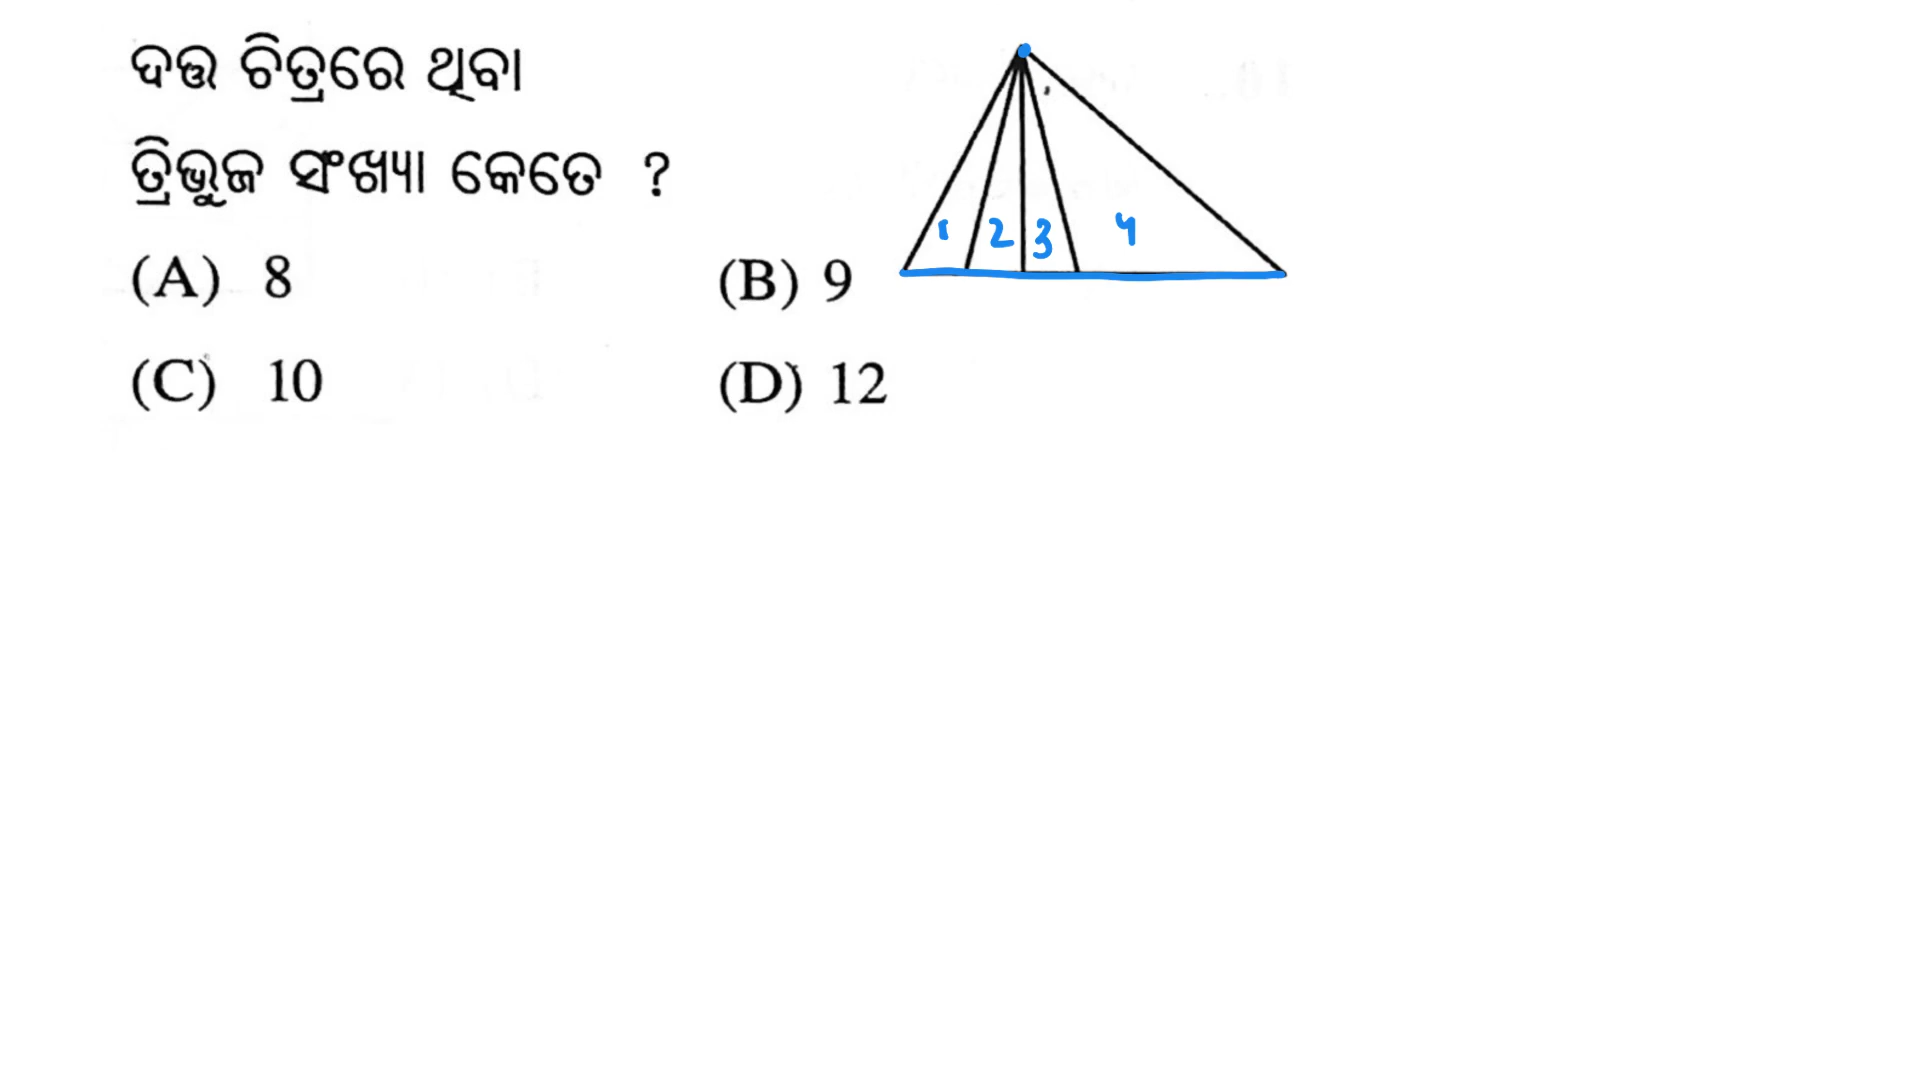 ଦତ୍ତ ଚିତ୍ରରେ ଥିବା
ତ୍ରିଭୁଜ ସଂଖ୍ୟା କେତେ ?
(A) 8 (B) 9
(C) 10 (D) 12
1 2 3 4